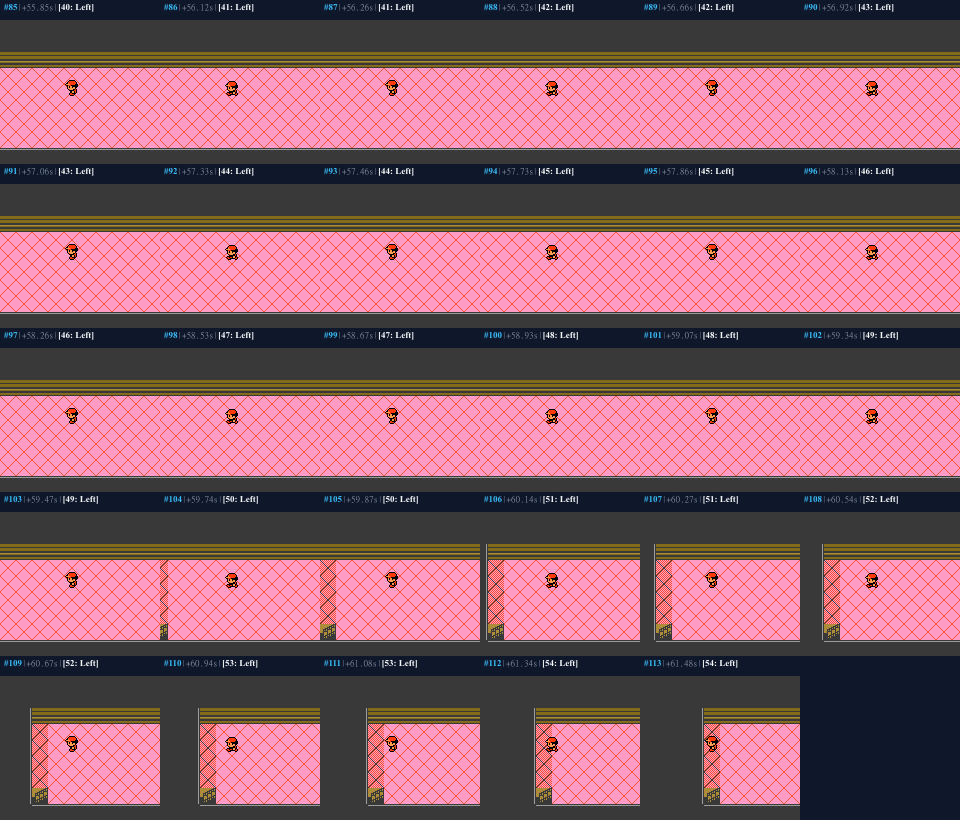 #85|+55.85s|[40: Left] #86|+56.12s|[41: Left] #87|+56.26s|[41: Left] #88|+56.52s|[42: Left] #89|+56.66s|[42: Left] #90|+56.92s|[43: Left]
#91|+57.06s|[43: Left] #92|+57.33s|[44: Left] #93|+57.46s|[44: Left] #94|+57.73s|[45: Left] #95|+57.86s|[45: Left] #96|+58.13s|[46: Left]
#97|+58.26s|[46: Left] #98|+58.53s|[47: Left] #99|+58.67s|[47: Left] #100|+58.93s|[48: Left] #101|+59.07s|[48: Left] #102|+59.34s|[49: Left]
#103|+59.47s|[49: Left] #104|+59.74s|[50: Left] #105|+59.87s|[50: Left] #106|+60.14s|[51: Left] #107|+60.27s|[51: Left] #108|+60.54s|[52: Left]
#109|+60.67s|[52: Left] #110|+60.94s|[53: Left] #111|+61.08s|[53: Left] #112|+61.34s|[54: Left] #113|+61.48s|[54: Left]